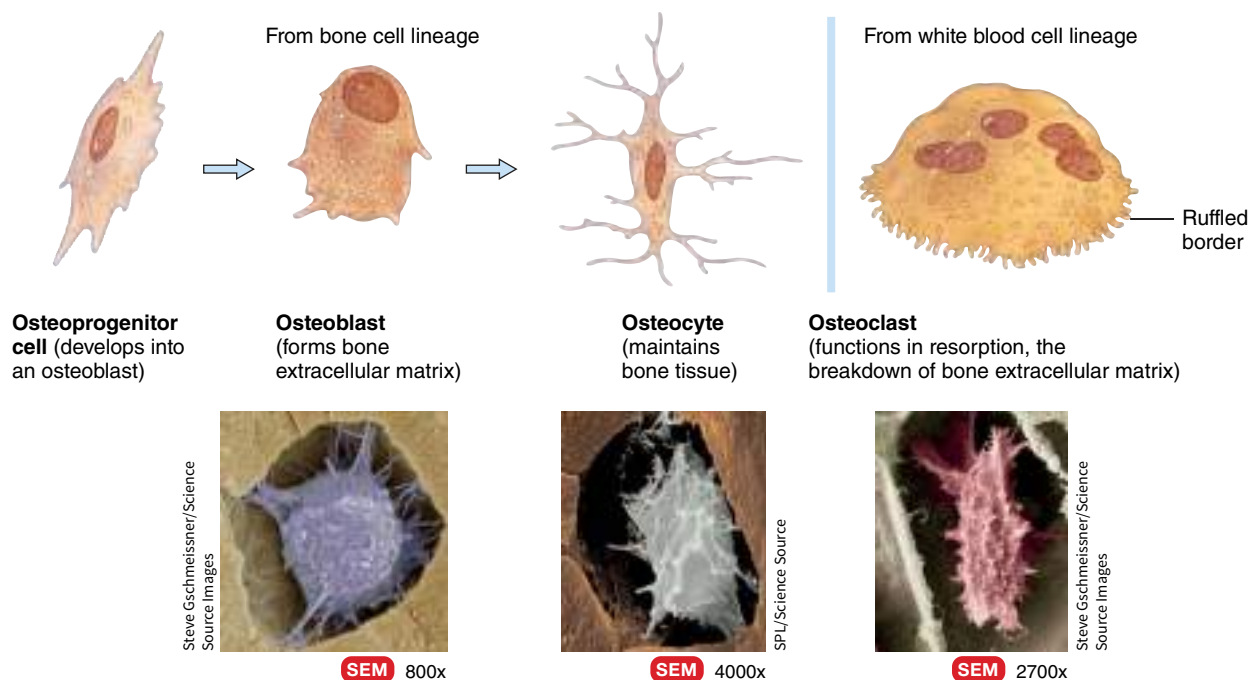 From bone cell lineage
From white blood cell lineage
Ruffled
border
Osteoprogenitor
cell (develops into
an osteoblast)
Osteoblast
(forms bone
extracellular matrix)
Osteocyte
(maintains
bone tissue)
Osteoclast
(functions in resorption, the
breakdown of bone extracellular matrix)
Steve Gschmeissner/Science
Source Images
SEM 800x
SPL/Science Source
SEM 4000x
Steve Gschmeissner/Science
Source Images
SEM 2700x